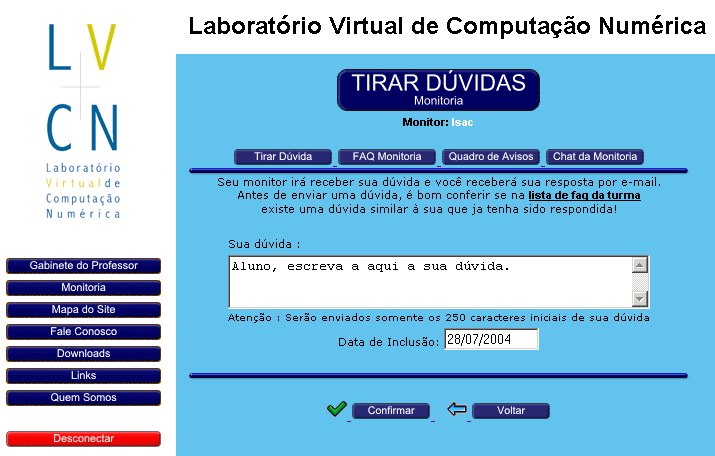 Laboratório Virtual de Computação Numérica
L V
C N
Laboratório
Virtual de
Computação
Numérica
Gabinete do Professor
Monitoria
Mapa do Site
Fale Conosco
Downloads
Links
Quem Somos
Desconectar
TIRAR DÚVIDAS
Monitoria
Monitor: Isac
Tirar Dúvida FAQ Monitoria Quadro de Avisos Chat da Monitoria
Seu monitor irá receber sua dúvida e você receberá sua resposta por e-mail.
Antes de enviar uma dúvida, é bom conferir se na lista de faq da turma
existe uma dúvida similar à sua que ja tenha sido respondida!
Sua dúvida :
Aluno, escreva a aqui a sua dúvida.
Atenção : Serão enviados somente os 250 caracteres iniciais de sua dúvida
Data de Inclusão: 28/07/2004
Confirmar Voltar